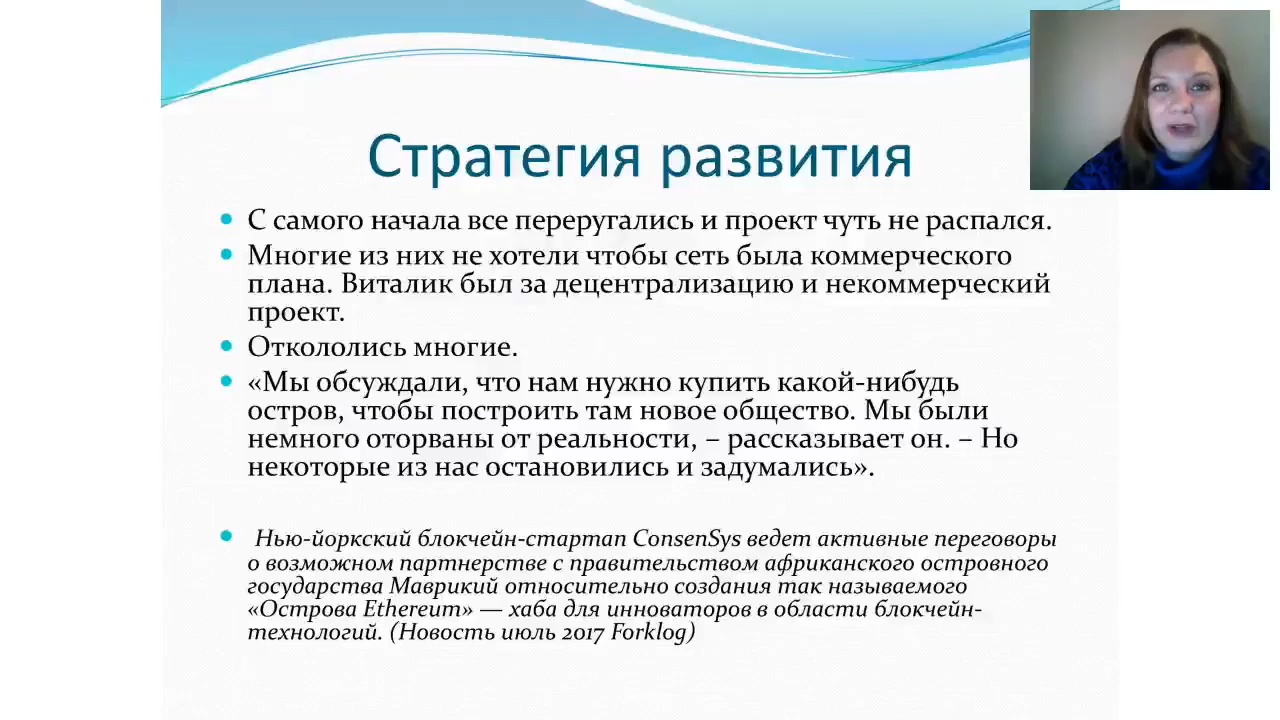 Стратегия развития
• С самого начала все переругались и проект чуть не распался.
• Многие из них не хотели чтобы сеть была коммерческого
плана. Виталик был за децентрализацию и некоммерческий
проект.
• Откололись многие.
• «Мы обсуждали, что нам нужно купить какой-нибудь
остров, чтобы построить там новое общество. Мы были
немного оторваны от реальности, – рассказывает он. – Но
некоторые из нас остановились и задумались».
• Нью-йоркский блокчейн-стартап ConsenSys ведет активные переговоры
о возможном партнерстве с правительством африканского островного
государства Маврикий относительно создания так называемого
«Острова Ethereum» — хаба для инноваторов в области блокчейн-
технологий. (Новость июль 2017 Forklog)